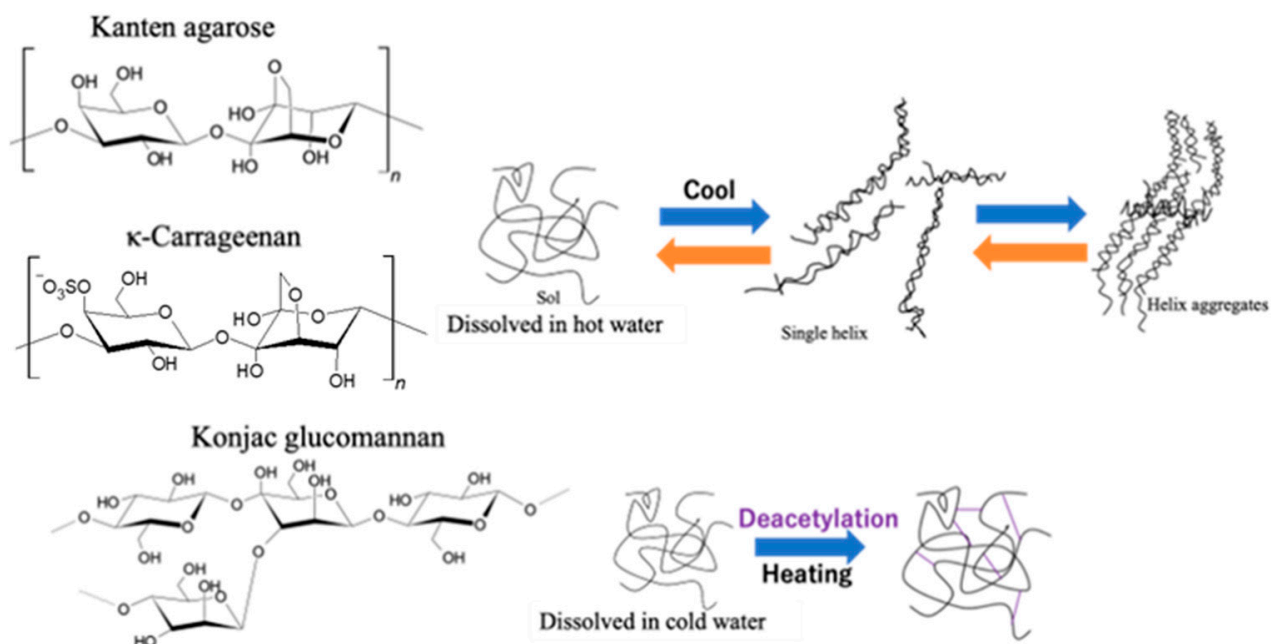 Kanten agarose
OH
OH
O
O
HO
O
O
OH
HO
OH
O
n
κ-Carrageenan
-
O3SO
OH
O
O
HO
O
O
O
OH
HO
OH
n
Sol
Dissolved in hot water
Cool
Single helix
Helix aggregates
Konjac glucomannan
HO
OH
O
O
O
OH
OH
OH
OH
O
O
O
HO
OH
O
O
OH
OH
OH
O
O
HO
Dissolved in cold water
Deacetylation
Heating